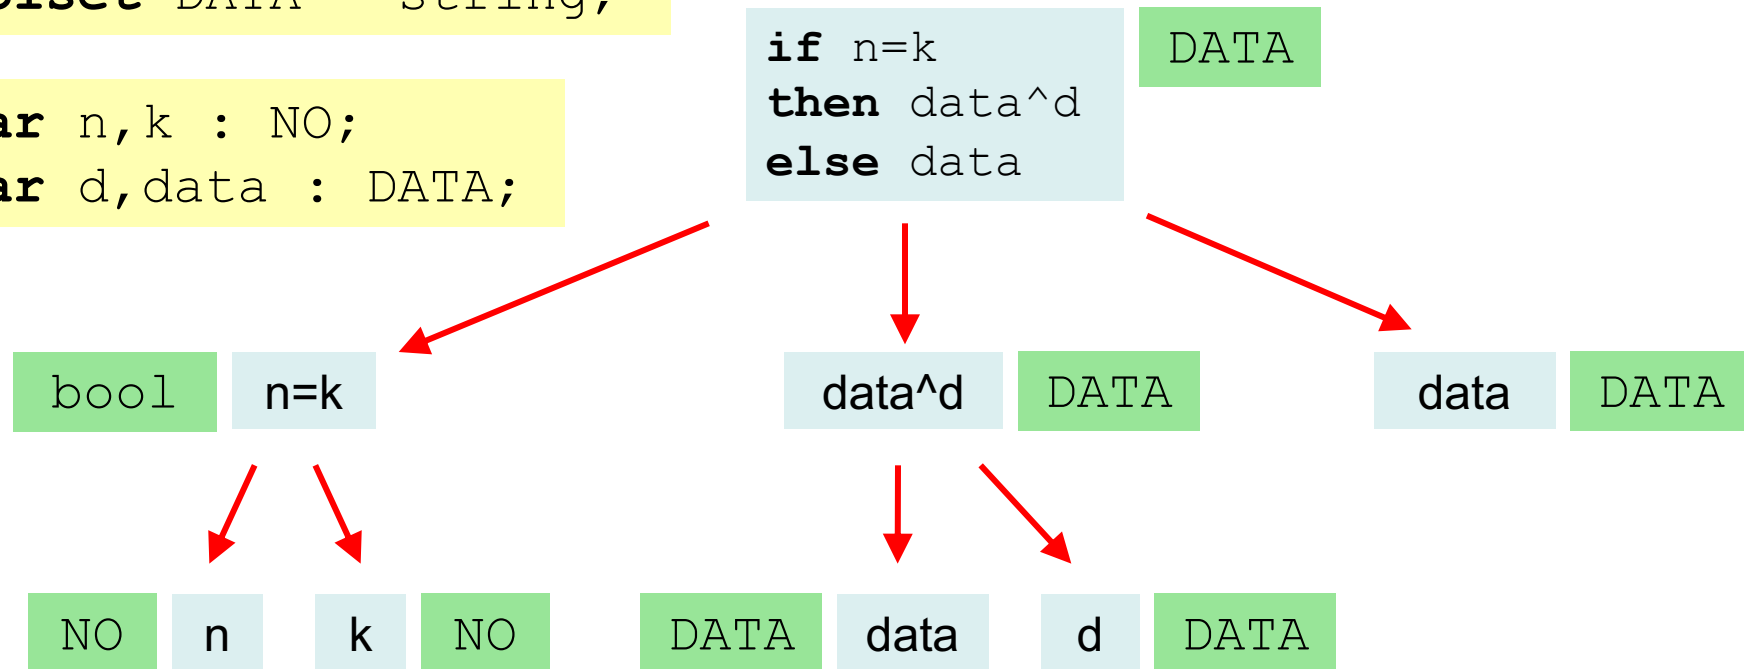 DATA = string;
n,k : NO;
d,data : DATA;
if n=k
then data^d
else data
DATA
bool n=k
data^d DATA
data DATA
NO n k NO
DATA data d DATA